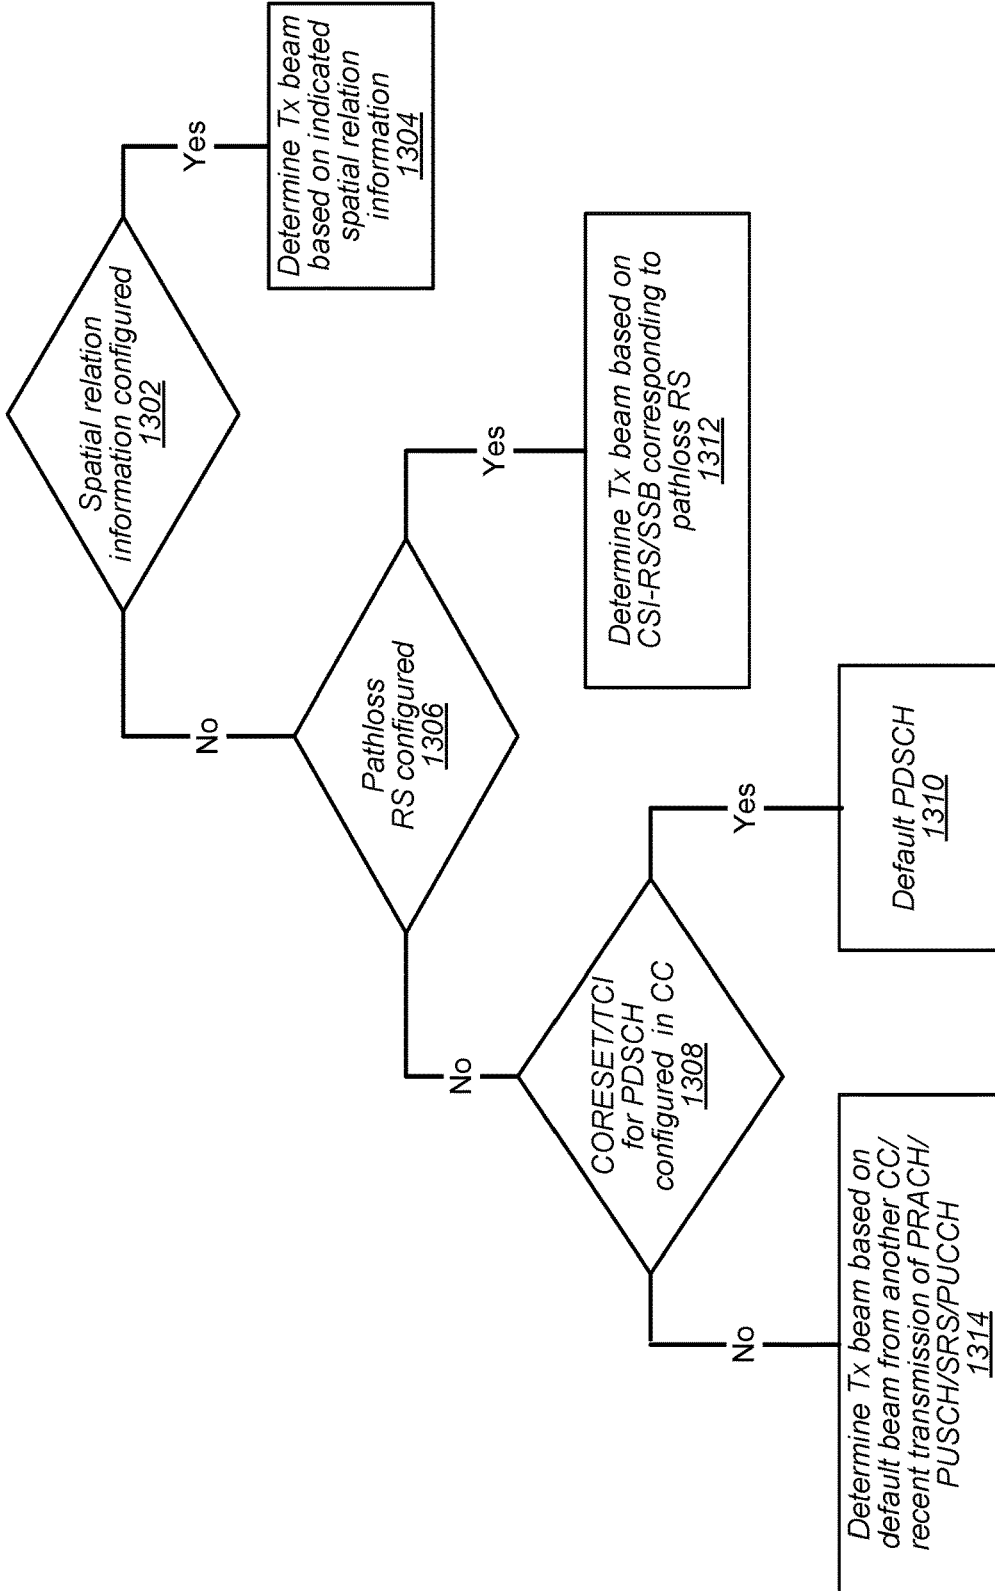 Spatial relation
information configured
1302
Yes
Determine Tx beam
based on indicated
spatial relation
information
1304
No
Pathloss
RS configured
1306
Yes
Determine Tx beam based on
CSI-RS/SSB corresponding to
pathloss RS
1312
No
CORESET/TCI
for PDSCH
configured in CC
1308
Yes
Default PDSCH
1310
No
Determine Tx beam based on
default beam from another CC/
recent transmission of PRACH/
PUSCH/SRS/PUCCH
1314